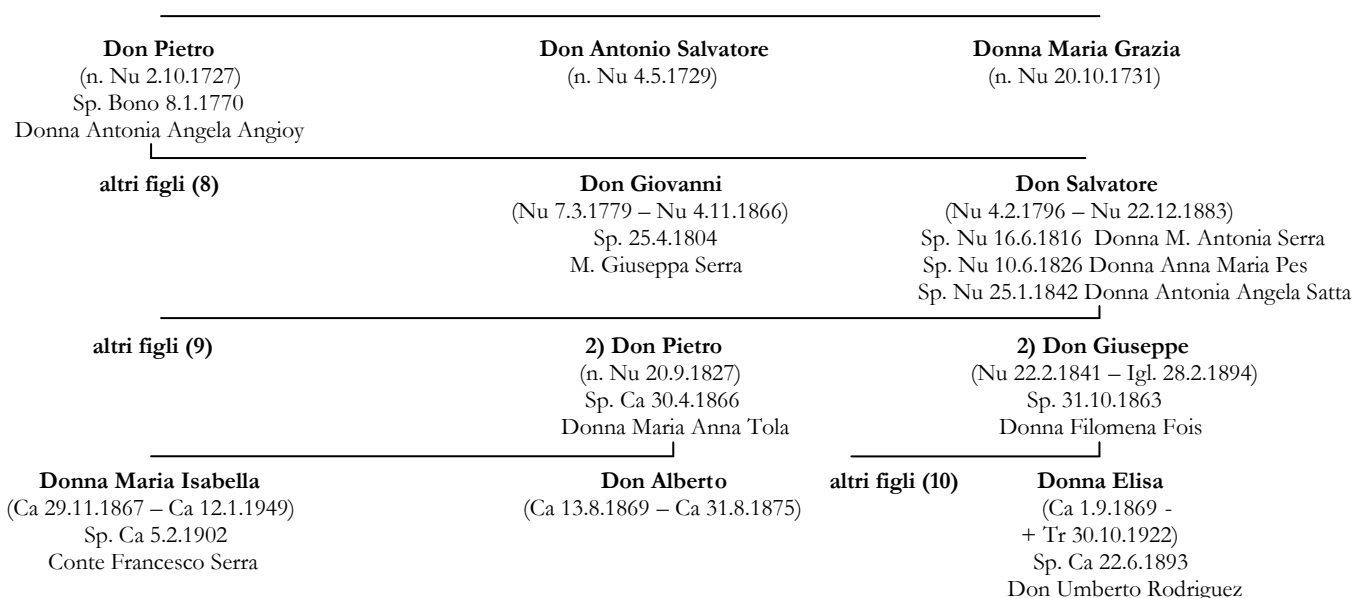 Don Pietro
(n. Nu 2.10.1727)
Sp. Bono 8.1.1770
Donna Antonia Angela Angioy
Don Antonio Salvatore
(n. Nu 4.5.1729)
Donna Maria Grazia
(n. Nu 20.10.1731)
altri figli (8)
Don Giovanni
(Nu 7.3.1779 – Nu 4.11.1866)
Sp. 25.4.1804
M. Giuseppa Serra
Don Salvatore
(Nu 4.2.1796 – Nu 22.12.1883)
Sp. Nu 16.6.1816 Donna M. Antonia Serra
Sp. Nu 10.6.1826 Donna Anna Maria Pes
Sp. Nu 25.1.1842 Donna Antonia Angela Satta
altri figli (9)
2) Don Pietro
(n. Nu 20.9.1827)
Sp. Ca 30.4.1866
Donna Maria Anna Tola
2) Don Giuseppe
(Nu 22.2.1841 – Igl. 28.2.1894)
Sp. 31.10.1863
Donna Filomena Fois
Donna Maria Isabella
(Ca 29.11.1867 – Ca 12.1.1949)
Sp. Ca 5.2.1902
Conte Francesco Serra
Don Alberto
(Ca 13.8.1869 – Ca 31.8.1875)
altri figli (10)
Donna Elisa
(Ca 1.9.1869 -
+ Tr 30.10.1922)
Sp. Ca 22.6.1893
Don Umberto Rodriguez